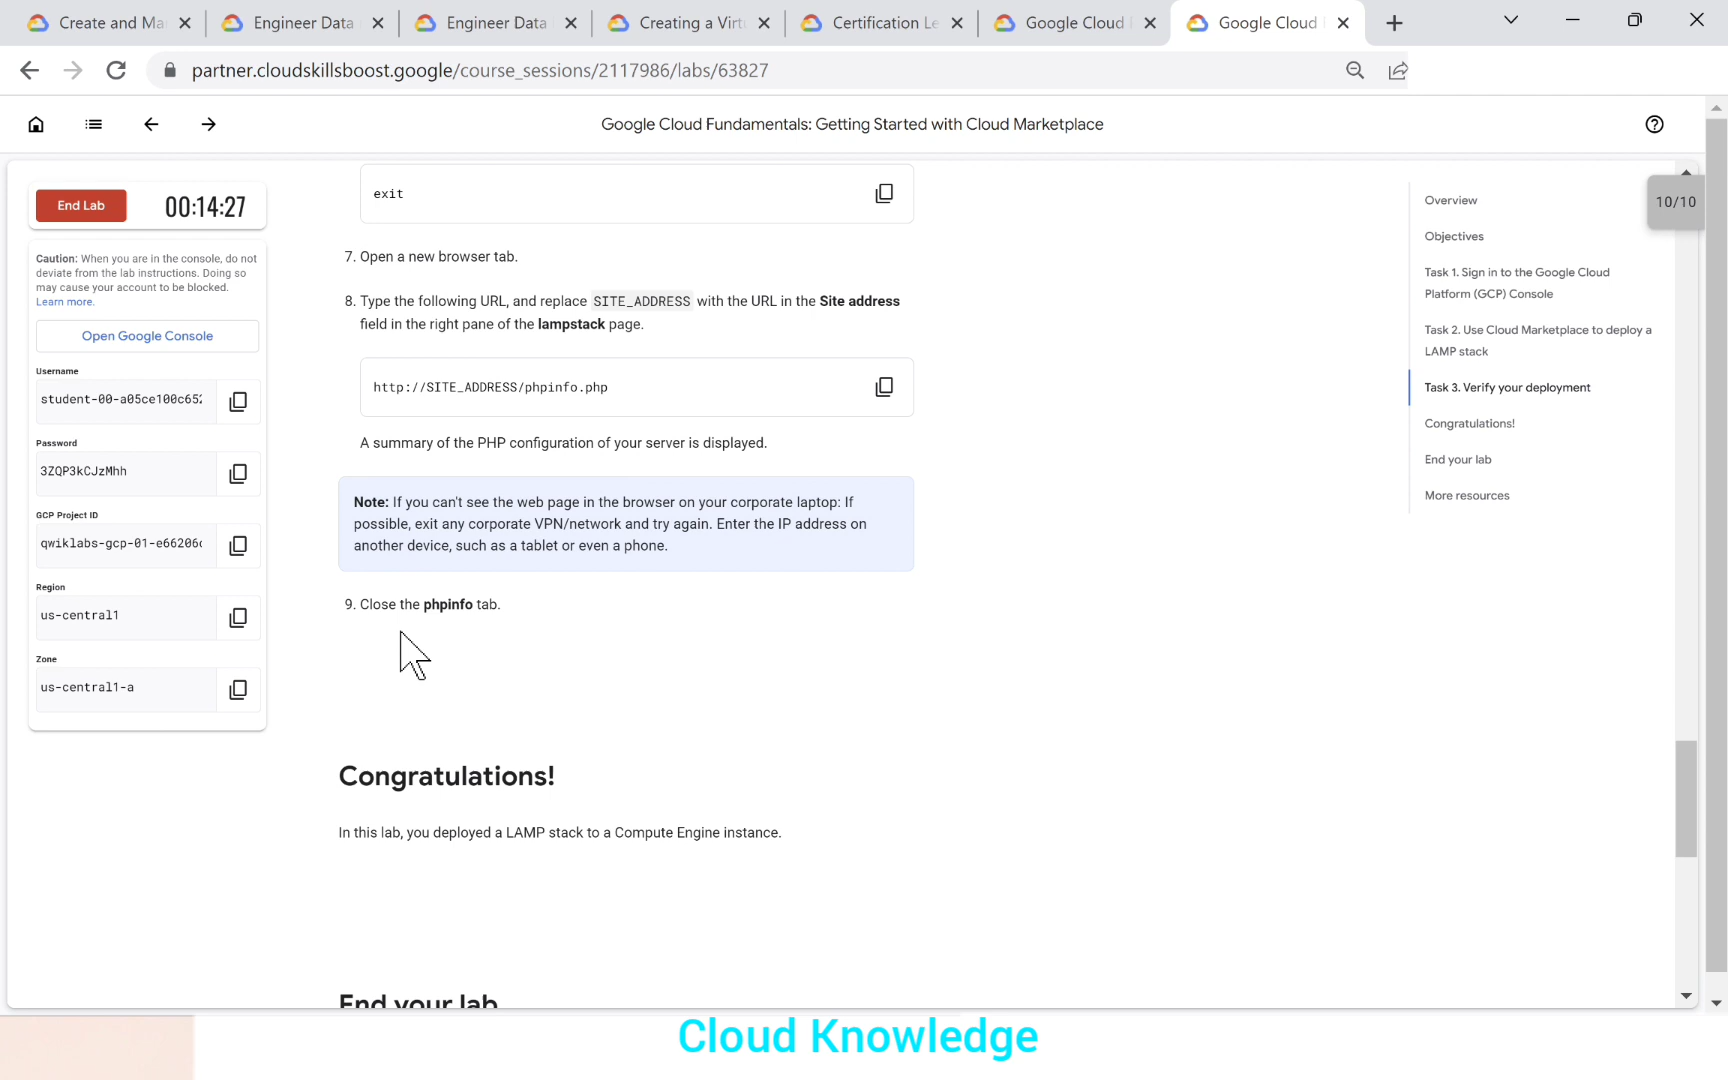 Create and Ma
Engineer Data
Engineer Data
Creating a Virtu
Certification Le
Google Cloud
Google Cloud
partner.cloudskillsboost.google/course_sessions/2117986/labs/63827
Google Cloud Fundamentals: Getting Started with Cloud Marketplace
End Lab
00:14:27
Caution: When you are in the console, do not
deviate from the lab instructions. Doing so
may cause your account to be blocked.
Learn more.
Open Google Console
Username
student-00-a05ce100c652
Password
3ZQP3kCJzMhh
GCP Project ID
qwiklabs-gcp-01-e66206
Region
us-central1
Zone
us-central1-a
exit
7. Open a new browser tab.
8. Type the following URL, and replace SITE_ADDRESS with the URL in the Site address
field in the right pane of the lampstack page.
http://SITE_ADDRESS/phpinfo.php
A summary of the PHP configuration of your server is displayed.
Note: If you can't see the web page in the browser on your corporate laptop: If
possible, exit any corporate VPN/network and try again. Enter the IP address on
another device, such as a tablet or even a phone.
9. Close the phpinfo tab.
Congratulations!
In this lab, you deployed a LAMP stack to a Compute Engine instance.
End your lab
Overview
Objectives
Task 1. Sign in to the Google Cloud
Platform (GCP) Console
Task 2. Use Cloud Marketplace to deploy a
LAMP stack
Task 3. Verify your deployment
Congratulations!
End your lab
More resources
10/10
Cloud Knowledge